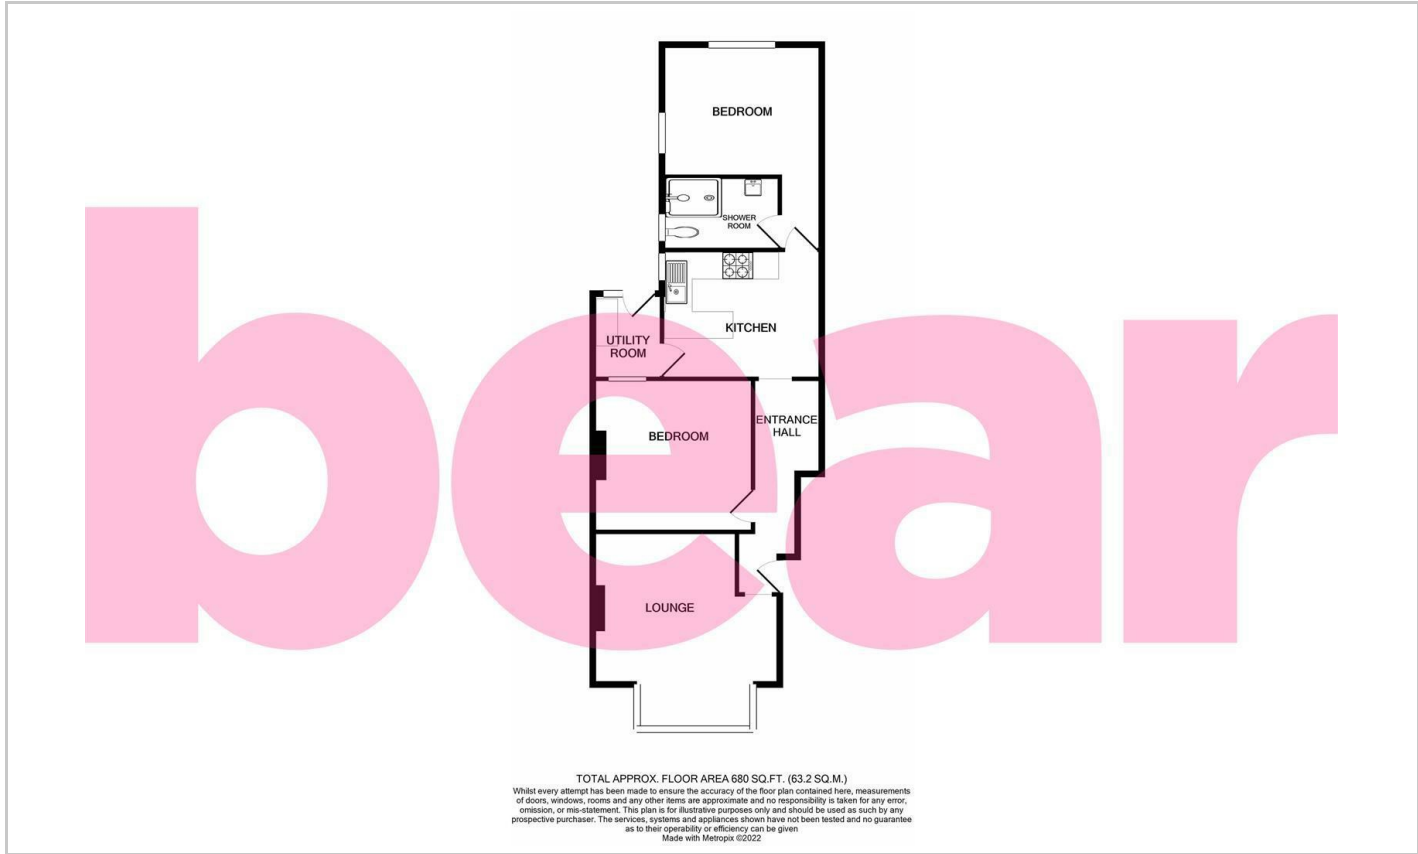 BEDROOM
SHOWER
ROOM
KITCHEN
UTILITY
ROOM
ENTRANCE
HALL
BEDROOM
bear
LOUNGE
TOTAL APPROX. FLOOR AREA 680 SQ.FT. (63.2 SQ.M.)
Whilst every attempt has been made to ensure the accuracy of the floor plan contained here, measurements
of doors, windows, rooms and any other items are approximate and no responsibility is taken for any error,
omission, or mis-statement. This plan is for illustrative purposes only and should be used as such by any
prospective purchaser. The services, systems and appliances shown have not been tested and no guarantee
as to their operability or efficiency can be given
Made with Metropix ©2022